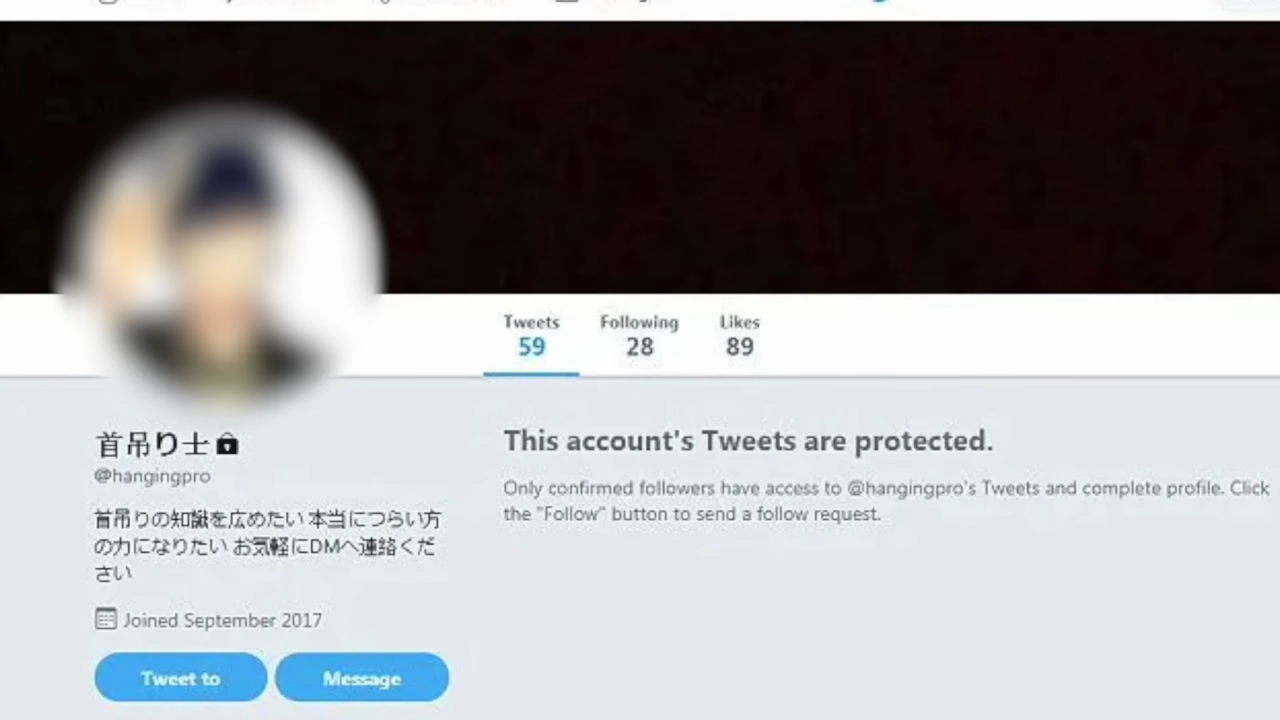 Tweets
59
Following
28
Likes
89
首吊り士
@hangingpro
首吊りの知識を広めたい 本当につらい方
の力になりたい お気軽にDMへ連絡くだ
さい
Joined September 2017
Tweet to
Message
This account's Tweets are protected.
Only confirmed followers have access to @hangingpro's Tweets and complete profile. Click
the "Follow" button to send a follow request.